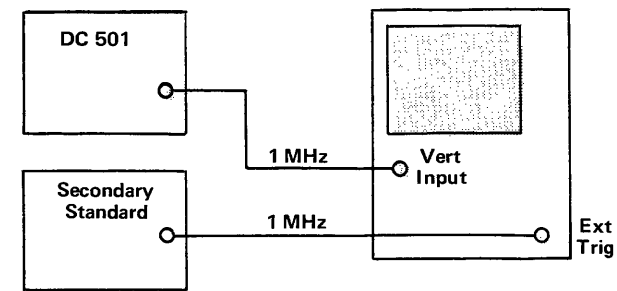 DC 501
1 MHz
Vert
Input
Secondary
Standard
1 MHz
Ext
Trig